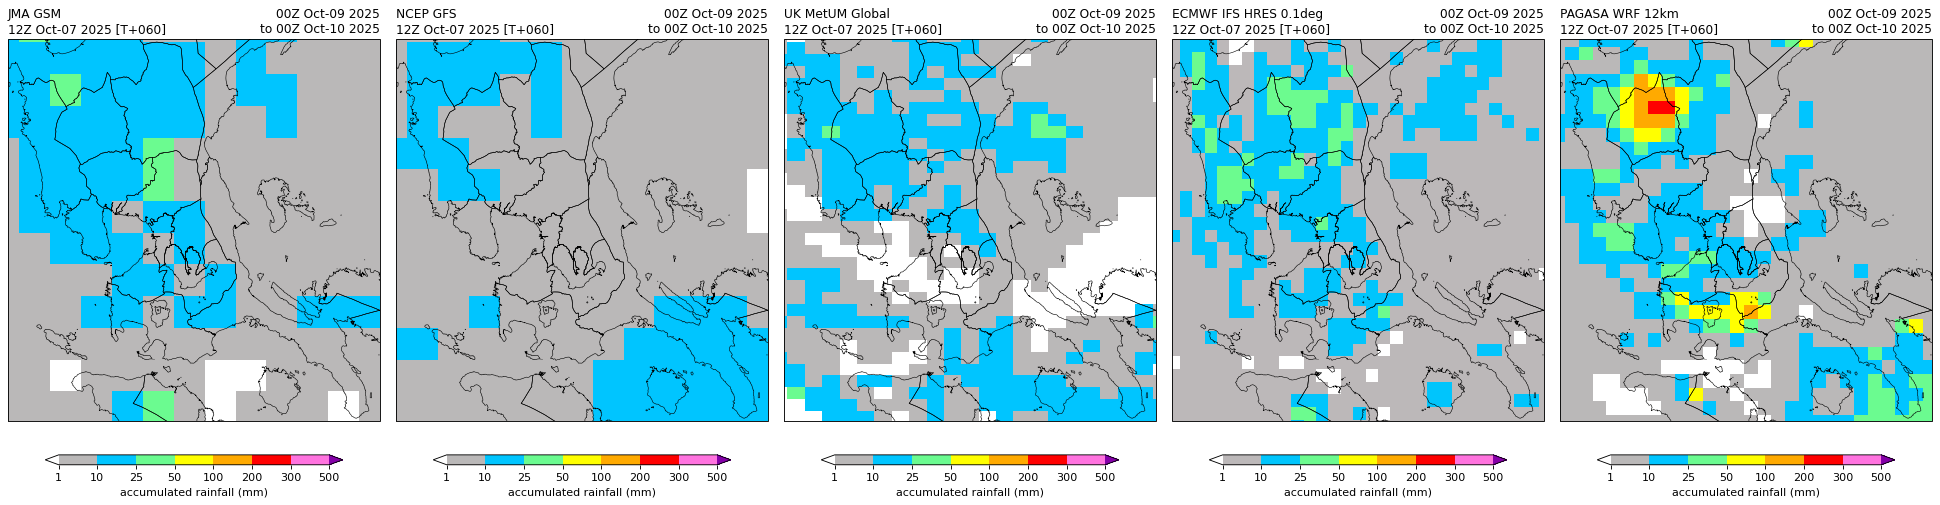 JMA GSM
00Z Oct-09 2025
12Z Oct-07 2025 [T+060]
to 00Z Oct-10 2025
NCEP GFS
00Z Oct-09 2025
12Z Oct-07 2025 [T+060]
to 00Z Oct-10 2025
UK MetUM Global
00Z Oct-09 2025
12Z Oct-07 2025 [T+060]
to 00Z Oct-10 2025
ECMWF IFS HRES 0.1deg
00Z Oct-09 2025
12Z Oct-07 2025 [T+060]
to 00Z Oct-10 2025
PAGASA WRF 12km
00Z Oct-09 2025
12Z Oct-07 2025 [T+060]
to 00Z Oct-10 2025
1 10 25 50 100 200 300 500
accumulated rainfall (mm)
1 10 25 50 100 200 300 500
accumulated rainfall (mm)
1 10 25 50 100 200 300 500
accumulated rainfall (mm)
1 10 25 50 100 200 300 500
accumulated rainfall (mm)
1 10 25 50 100 200 300 500
accumulated rainfall (mm)